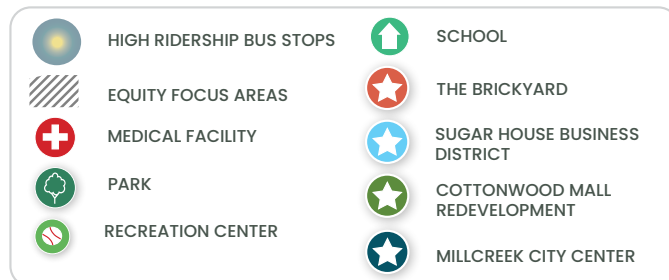 HIGH RIDERSHIP BUS STOPS
EQUITY FOCUS AREAS
MEDICAL FACILITY
PARK
RECREATION CENTER
SCHOOL
THE BRICKYARD
SUGAR HOUSE BUSINESS
DISTRICT
COTTONWOOD MALL
REDEVELOPMENT
MILLCREEK CITY CENTER